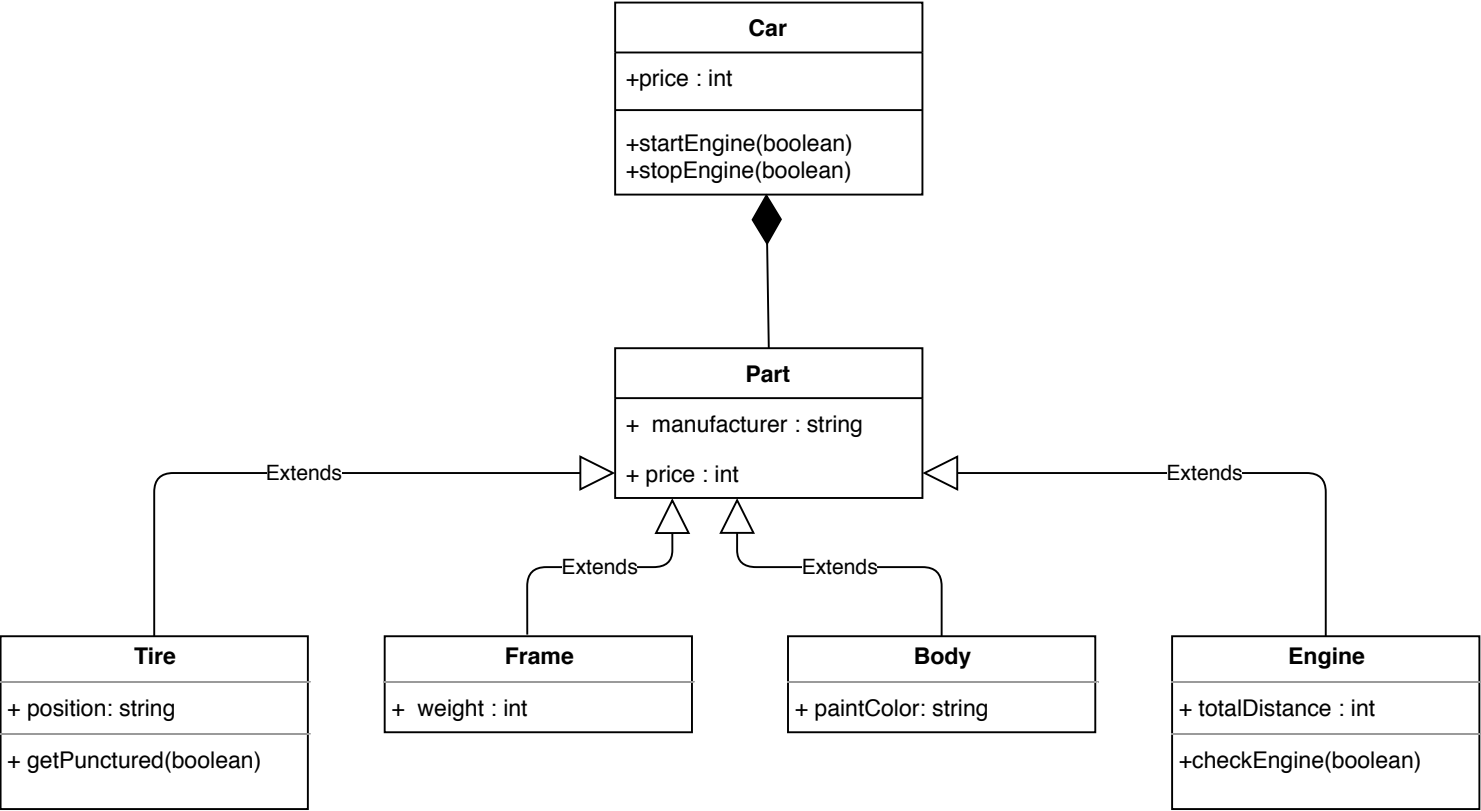 Car
+price : int
+startEngine(boolean)
+stopEngine(boolean)
Part
+  manufacturer : string
+ price : int
Extends
Extends
Extends
Extends
Tire
+ position: string
+ getPunctured(boolean)
Frame
+  weight : int
Body
+ paintColor: string
Engine
+ totalDistance : int
+checkEngine(boolean)